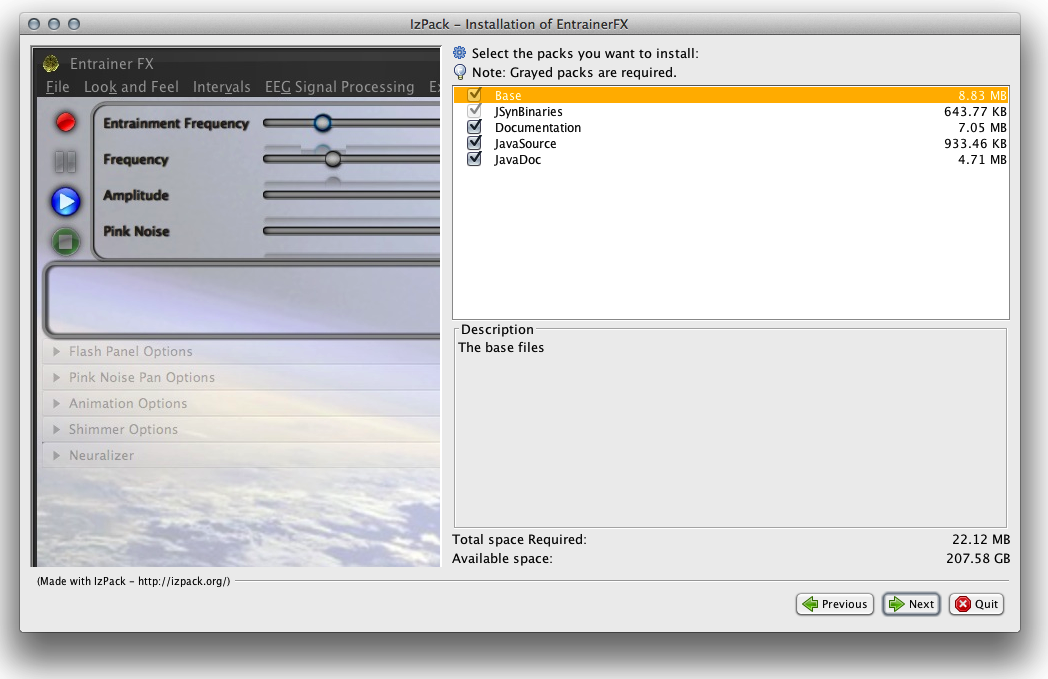 IzPack - Installation of EntrainerFX
Entrainer FX
File Look and Feel Intervals EEG Signal Processing
Entrainment Frequency
Frequency
Amplitude
Pink Noise
Flash Panel Options
Pink Noise Pan Options
Animation Options
Shimmer Options
Neuralizer
Select the packs you want to install:
Note: Grayed packs are required.
Base 8.83 MB
JSynBinaries 643.77 KB
Documentation 7.05 MB
JavaSource 933.46 KB
JavaDoc 4.71 MB
Description
The base files
Total space Required: 22.12 MB
Available space: 207.58 GB
(Made with IzPack - http://izpack.org/)
Previous Next Quit